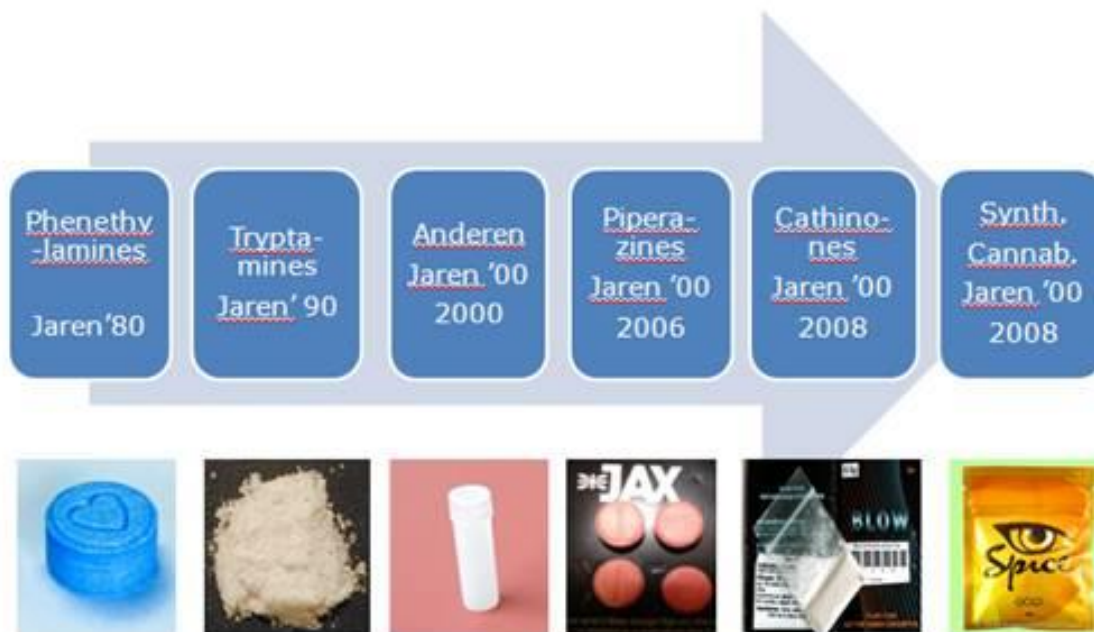 Phenethy
-lamines
Jaren'80
Trypta-
mines
Jaren' 90
Anderen
Jaren '00
2000
Pipera-
zines
Jaren '00
2006
Cathino-
nes
Jaren '00
2008
Synth.
Cannab.
Jaren '00
2008
JAX
BLOW
Spice
GOLD